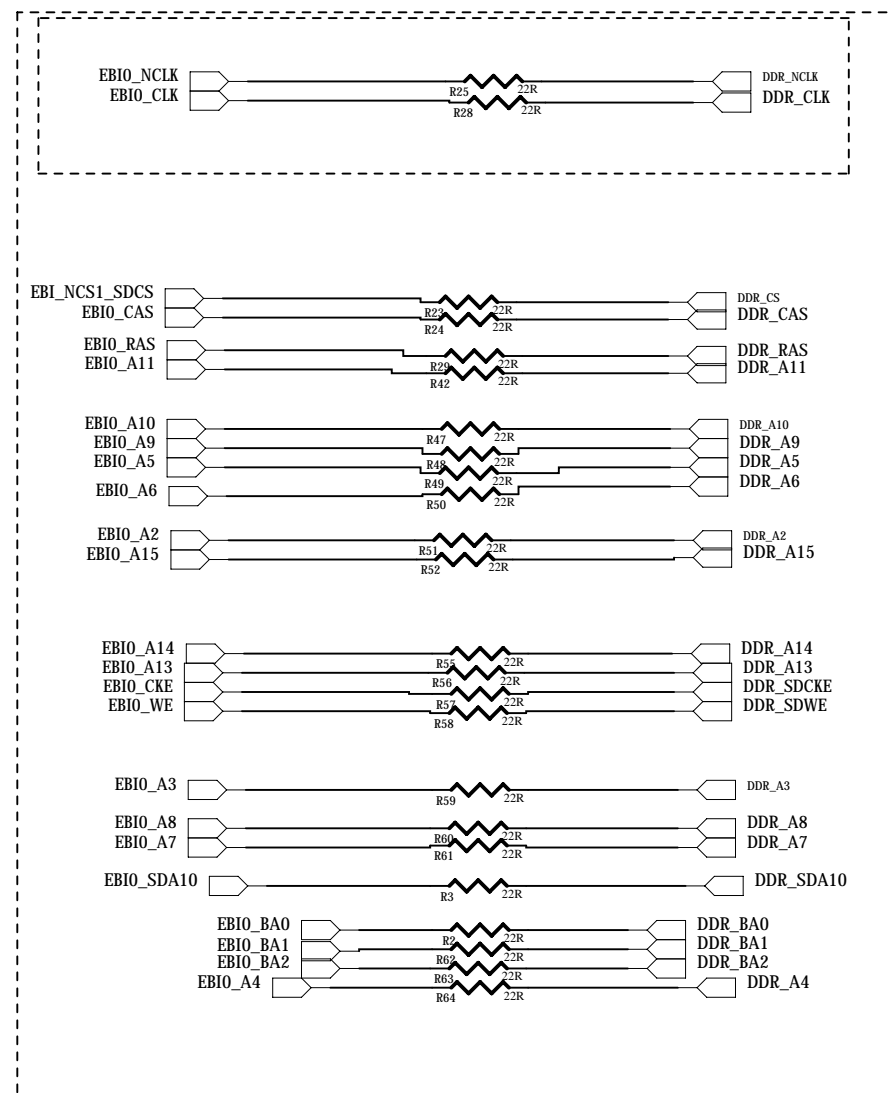 EBI0_NCLK R25 22R DDR_NCLK
EBI0_CLK R28 22R DDR_CLK
EBI_NCS1_SDCS R23 22R DDR_CS
EBI0_CAS R24 22R DDR_CAS
EBI0_RAS R29 22R DDR_RAS
EBI0_A11 R42 22R DDR_A11
EBI0_A10 R47 22R DDR_A10
EBI0_A9 R48 22R DDR_A9
EBI0_A5 R49 22R DDR_A5
EBI0_A6 R50 22R DDR_A6
EBI0_A2 R51 22R DDR_A2
EBI0_A15 R52 22R DDR_A15
EBI0_A14 R55 22R DDR_A14
EBI0_A13 R56 22R DDR_A13
EBI0_CKE R57 22R DDR_SDCKE
EBI0_WE R58 22R DDR_SDWE
EBI0_A3 R59 22R DDR_A3
EBI0_A8 R60 22R DDR_A8
EBI0_A7 R61 22R DDR_A7
EBI0_SDA10 R3 22R DDR_SDA10
EBI0_BA0 R2 22R DDR_BA0
EBI0_BA1 R62 22R DDR_BA1
EBI0_BA2 R63 22R DDR_BA2
EBI0_A4 R64 22R DDR_A4